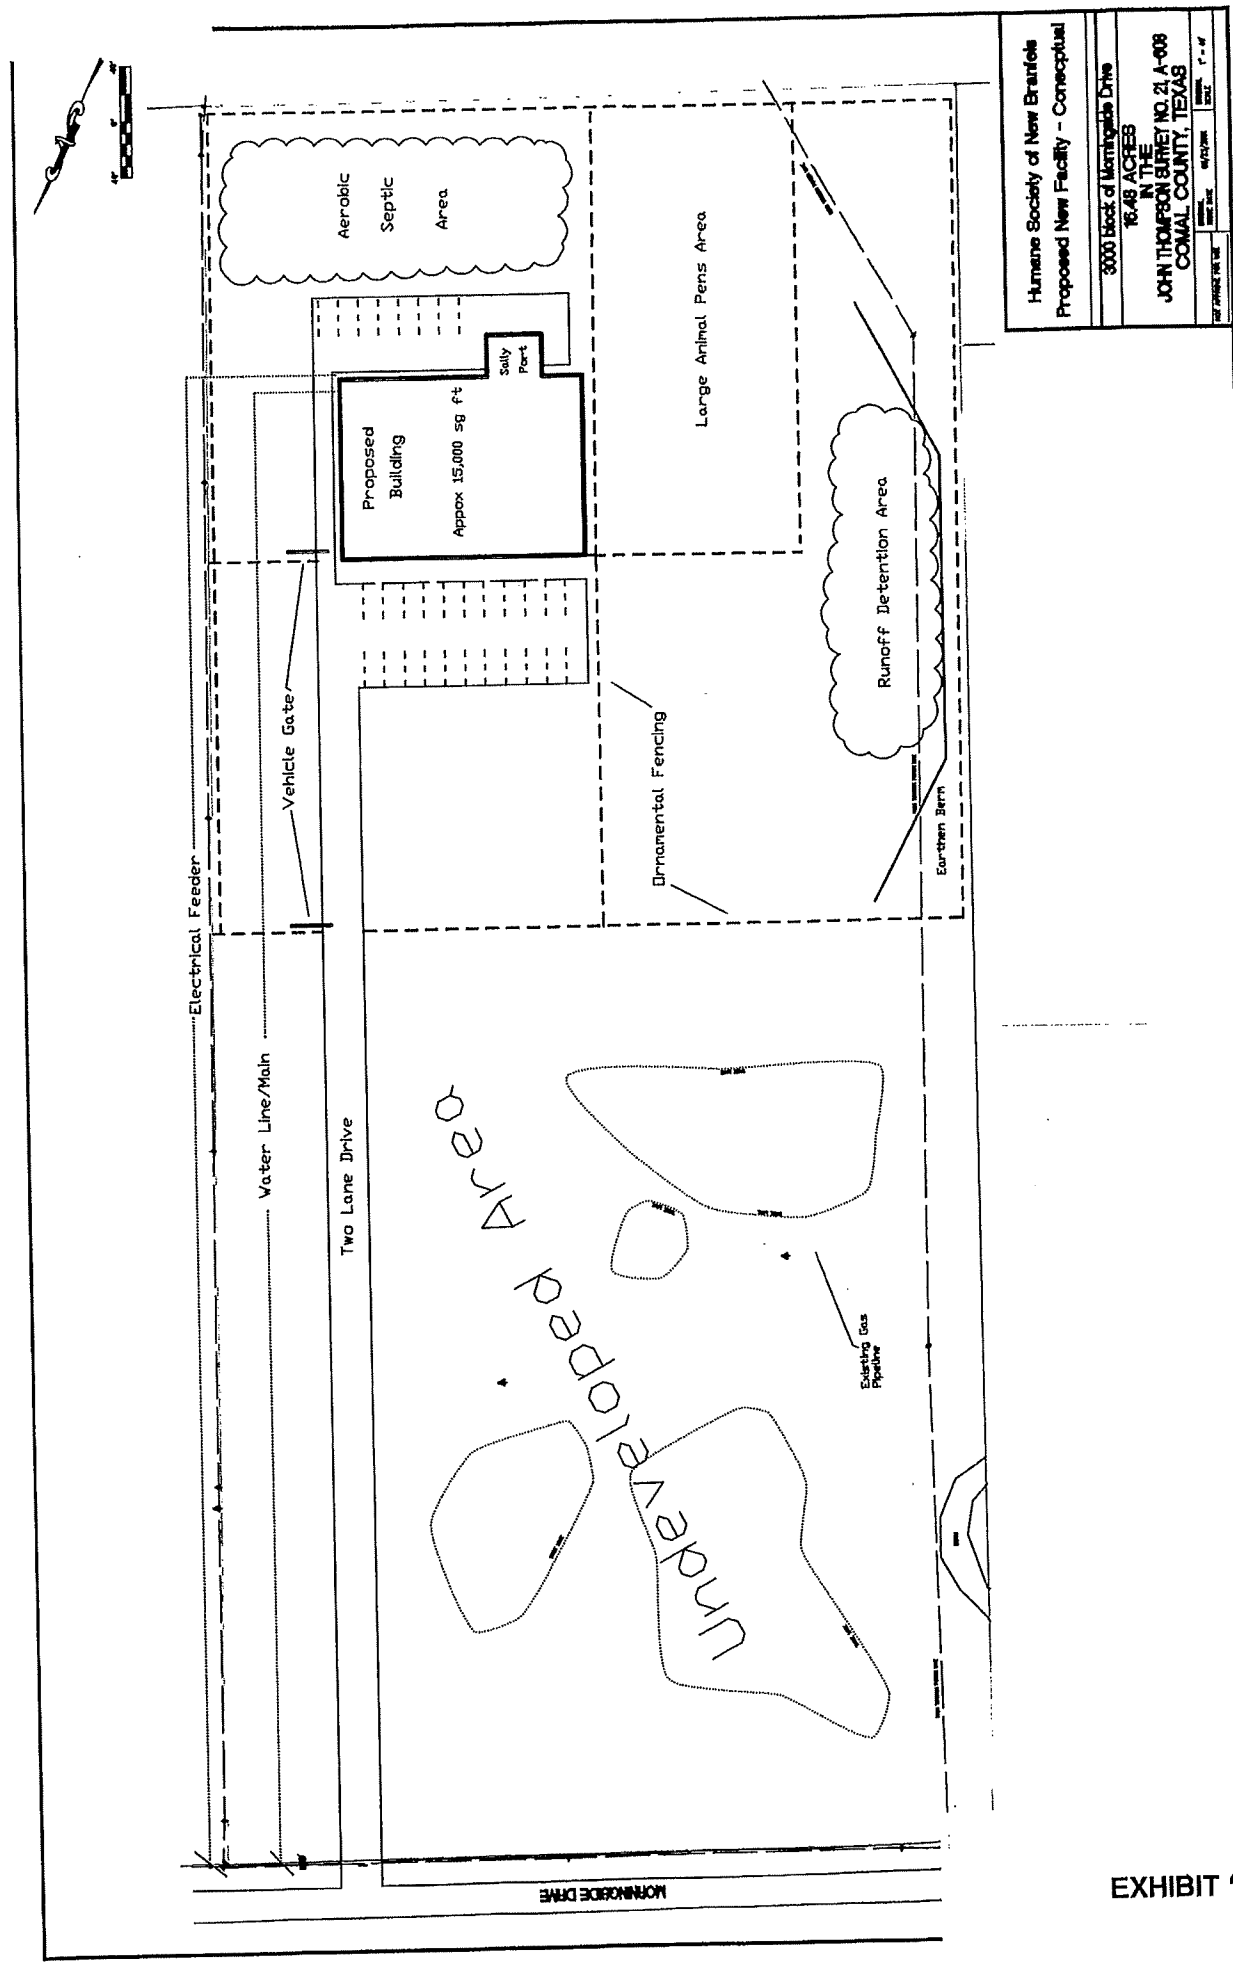 Humane Society of New Branfels
Proposed New Facility - Conecptual
3000 block of Morningside Drive
16.48 ACRES
IN THE
JOHN THOMPSON SURVEY NO. 21, A-608
COMAL COUNTY, TEXAS
Aerobic
Septic
Area
Sally
Port
Proposed
Building
Appox 15,000 sg ft
Large Animal Pens Area
Runoff Detention Area
Vehicle Gate
Ornamental Fencing
Earthen Berm
Electrical Feeder
Water Line/Main
Two Lane Drive
Undeveloped Area
Existing Gas
Pipeline
MORNINGSIDE DRIVE
EXHIBIT